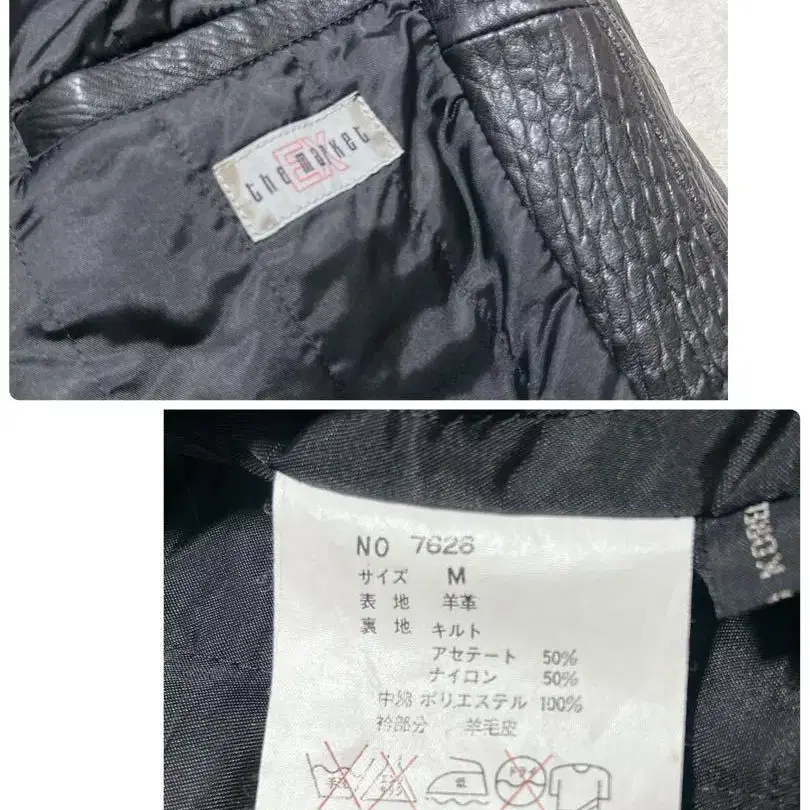 the market
EX
NO 7626
サイズ M
表 地 羊革
裏 地 キルト
アセテート 50%
ナイロン 50%
中綿 ポリエステル 100%
衿部分 羊毛皮